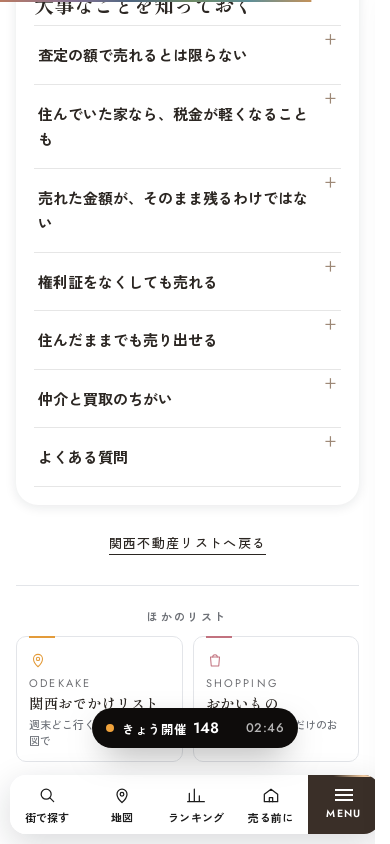 大事なことを知っておく
査定の額で売れるとは限らない
住んでいた家なら、税金が軽くなること
も
売れた金額が、そのまま残るわけではな
い
権利証をなくしても売れる
住んだままでも売り出せる
仲介と買取のちがい
よくある質問
関西不動産リストへ戻る
ほかのリスト
ODEKAKE
関西おでかけリスト
週末どこ行く
図で
SHOPPING
おかいもの
だけのお
きょう開催 148 02:46
街で探す
地図
ランキング
売る前に
MENU